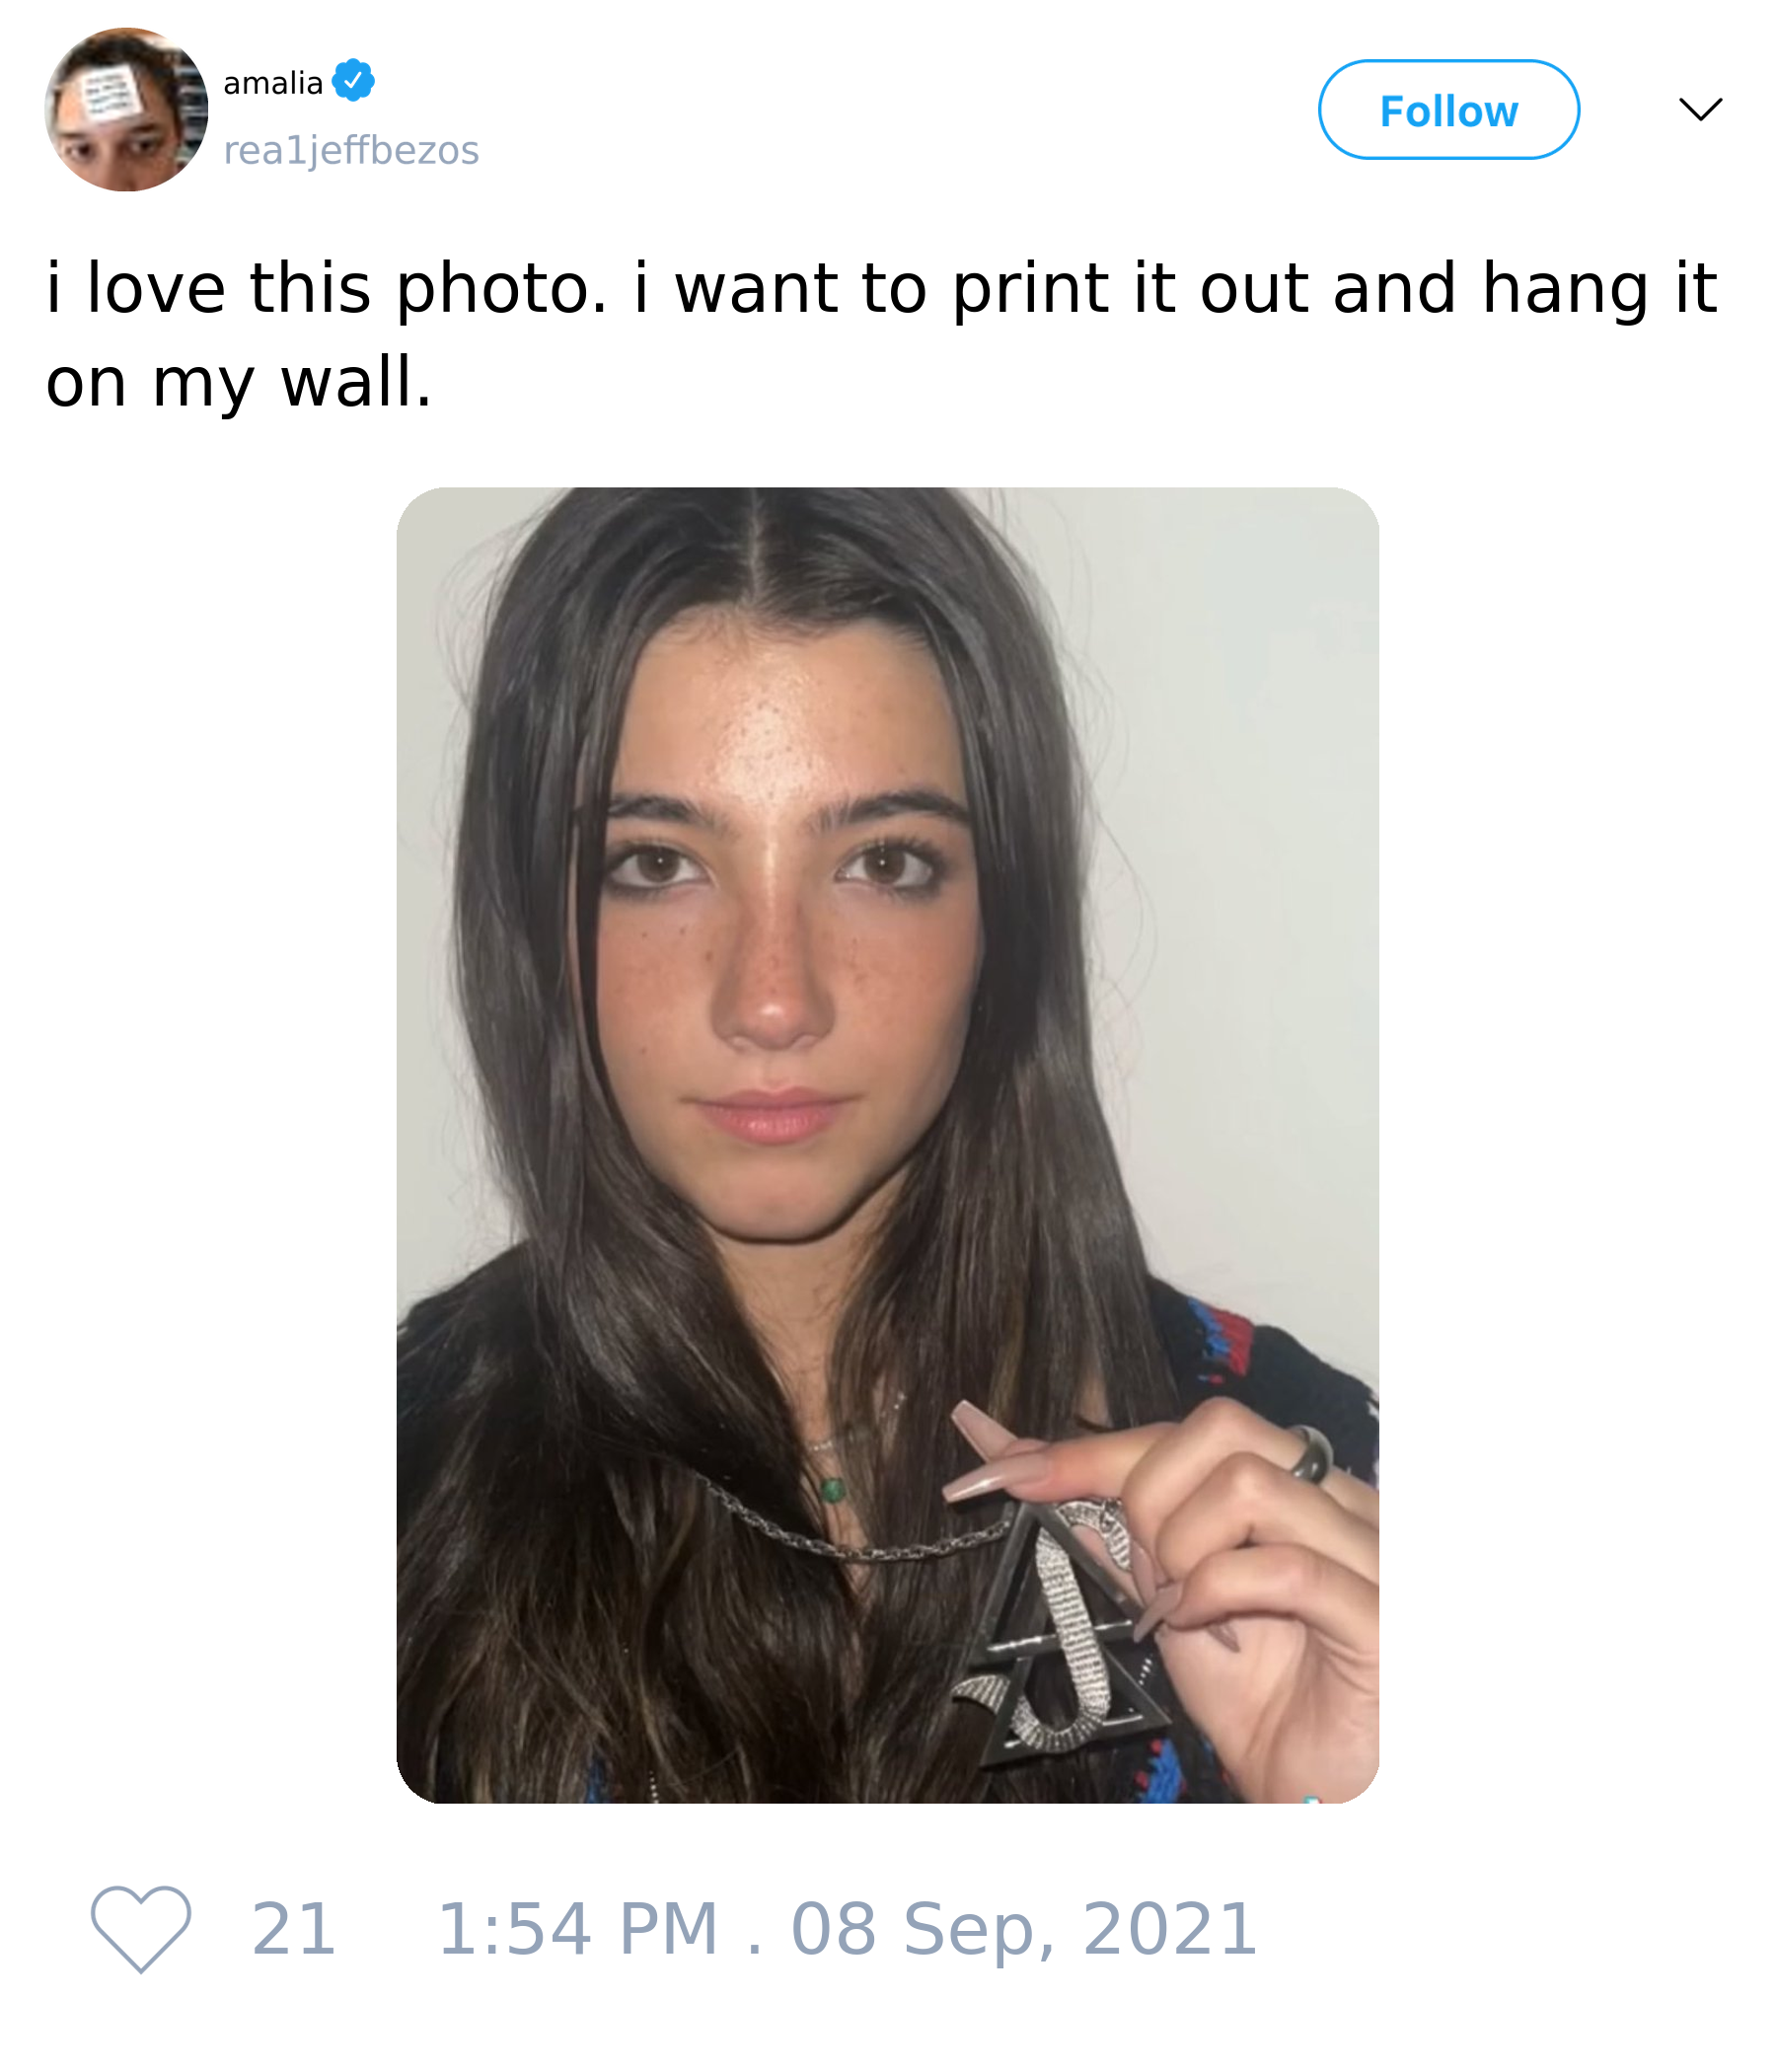 amalia
rea1jeffbezos
Follow
i love this photo. i want to print it out and hang it
on my wall.
21
1:54 PM . 08 Sep, 2021